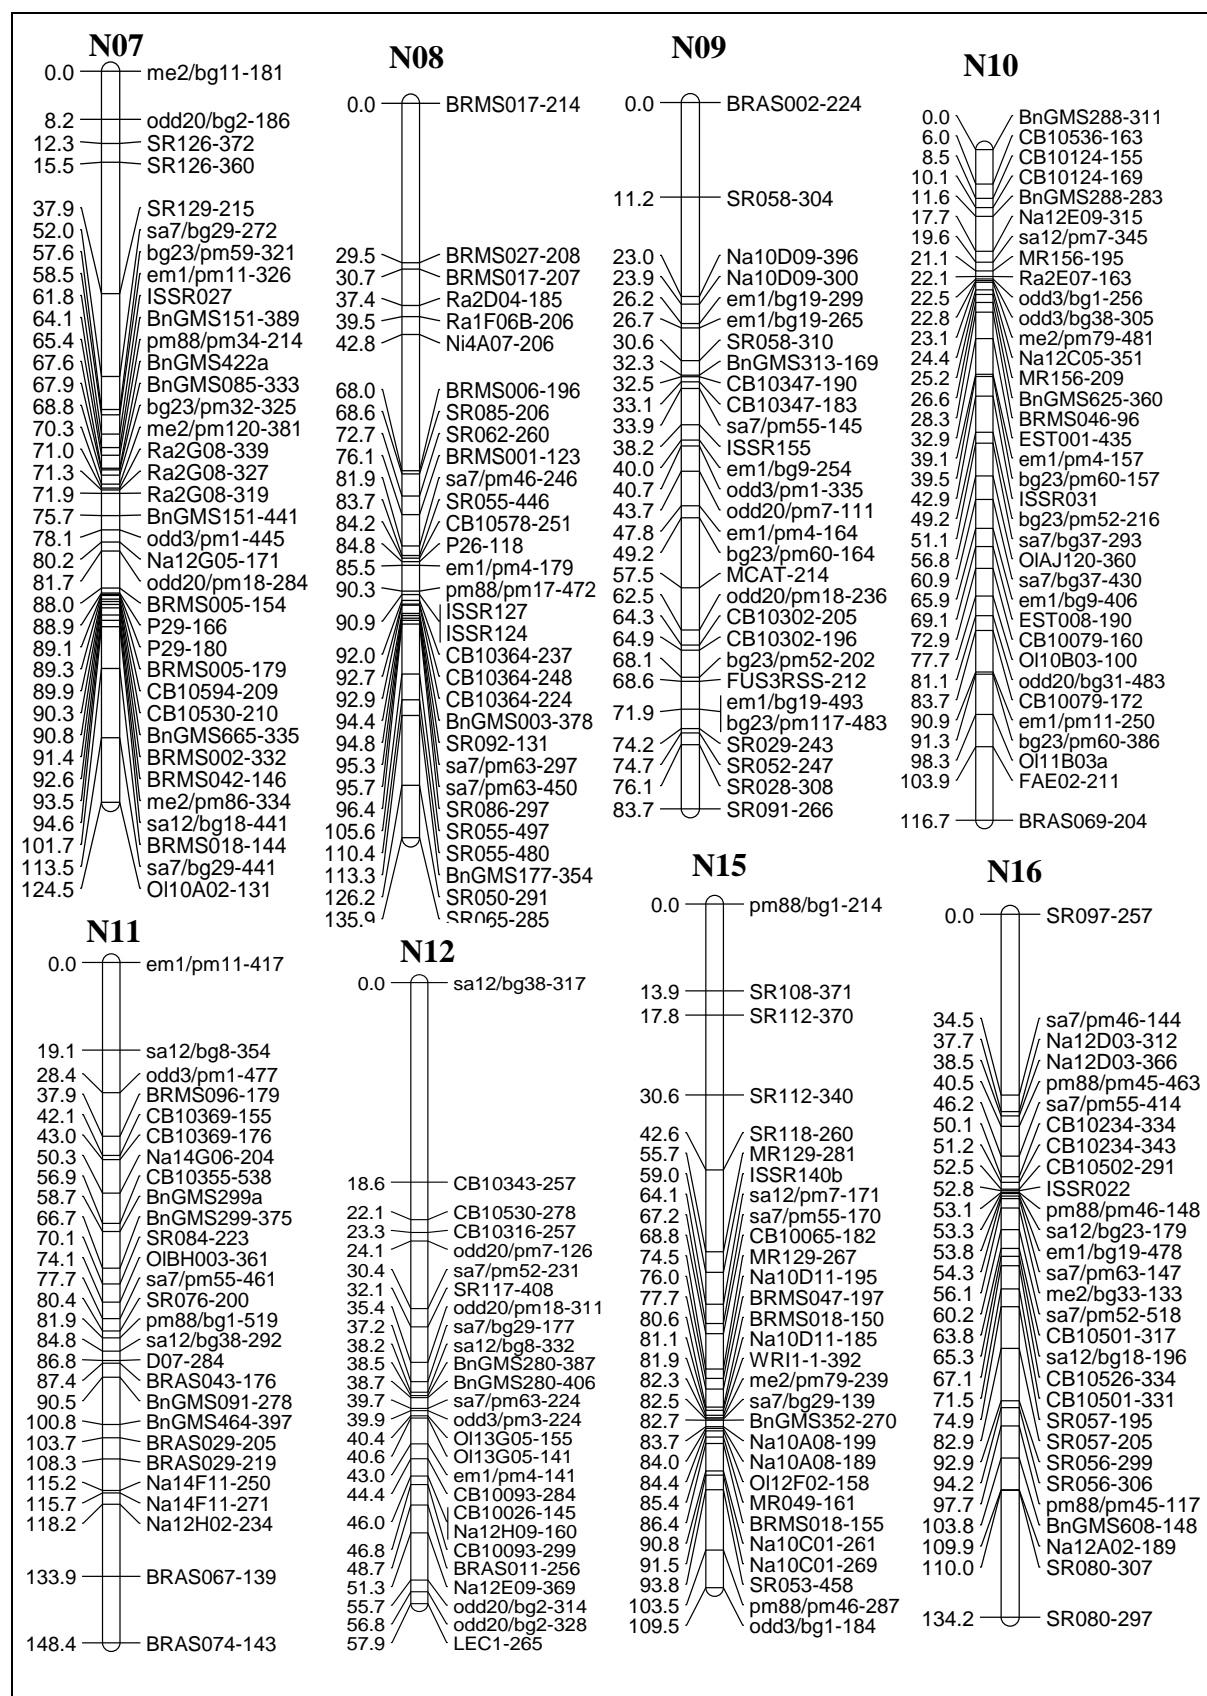 N07
0.0 me2/bg11-181
8.2 odd20/bg2-186
12.3 SR126-372
15.5 SR126-360
37.9 SR129-215
52.0 sa7/bg29-272
57.6 bg23/pm59-321
58.5 em1/pm11-326
61.8 ISSR027
64.1 BnGMS151-389
65.4 pm88/pm34-214
67.6 BnGMS422a
67.9 BnGMS085-333
68.8 bg23/pm32-325
70.3 me2/pm120-381
71.0 Ra2G08-339
71.3 Ra2G08-327
71.9 Ra2G08-319
75.7 BnGMS151-441
78.1 odd3/pm1-445
80.2 Na12G05-171
81.7 odd20/pm18-284
88.0 BRMS005-154
88.9 P29-166
89.1 P29-180
89.3 BRMS005-179
89.9 CB10594-209
90.3 CB10530-210
90.8 BnGMS665-335
91.4 BRMS002-332
92.6 BRMS042-146
93.5 me2/pm86-334
94.6 sa12/bg18-441
101.7 BRMS018-144
113.5 sa7/bg29-441
124.5 Ol10A02-131
N08
0.0 BRMS017-214
29.5 BRMS027-208
30.7 BRMS017-207
37.4 Ra2D04-185
39.5 Ra1F06B-206
42.8 Ni4A07-206
68.0 BRMS006-196
68.6 SR085-206
72.7 SR062-260
76.1 BRMS001-123
81.9 sa7/pm46-246
83.7 SR055-446
84.2 CB10578-251
84.8 P26-118
85.5 em1/pm4-179
90.3 pm88/pm17-472
90.9 ISSR127
ISSR124
92.0 CB10364-237
92.7 CB10364-248
92.9 CB10364-224
94.4 BnGMS003-378
94.8 SR092-131
95.3 sa7/pm63-297
95.7 sa7/pm63-450
96.4 SR086-297
105.6 SR055-497
110.4 SR055-480
113.3 BnGMS177-354
126.2 SR050-291
135.9 SR065-285
N09
0.0 BRAS002-224
11.2 SR058-304
23.0 Na10D09-396
23.9 Na10D09-300
26.2 em1/bg19-299
26.7 em1/bg19-265
30.6 SR058-310
32.3 BnGMS313-169
32.5 CB10347-190
33.1 CB10347-183
33.9 sa7/pm55-145
38.2 ISSR155
40.0 em1/bg9-254
40.7 odd3/pm1-335
43.7 odd20/pm7-111
47.8 em1/pm4-164
49.2 bg23/pm60-164
57.5 MCAT-214
62.5 odd20/pm18-236
64.3 CB10302-205
64.9 CB10302-196
68.1 bg23/pm52-202
68.6 FUS3RSS-212
71.9 em1/bg19-493
bg23/pm117-483
74.2 SR029-243
74.7 SR052-247
76.1 SR028-308
83.7 SR091-266
N10
0.0 BnGMS288-311
6.0 CB10536-163
8.5 CB10124-155
10.1 CB10124-169
11.6 BnGMS288-283
17.7 Na12E09-315
19.6 sa12/pm7-345
21.1 MR156-195
22.1 Ra2E07-163
22.5 odd3/bg1-256
22.8 odd3/bg38-305
23.1 me2/pm79-481
24.4 Na12C05-351
25.2 MR156-209
26.6 BnGMS625-360
28.3 BRMS046-96
32.9 EST001-435
39.1 em1/pm4-157
39.5 bg23/pm60-157
42.9 ISSR031
49.2 bg23/pm52-216
51.1 sa7/bg37-293
56.8 OIAJ120-360
60.9 sa7/bg37-430
65.9 em1/bg9-406
69.1 EST008-190
72.9 CB10079-160
77.7 Ol10B03-100
81.1 odd20/bg31-483
83.7 CB10079-172
90.9 em1/pm11-250
91.3 bg23/pm60-386
98.3 Ol11B03a
103.9 FAE02-211
116.7 BRAS069-204
N11
0.0 em1/pm11-417
19.1 sa12/bg8-354
28.4 odd3/pm1-477
37.9 BRMS096-179
42.1 CB10369-155
43.0 CB10369-176
50.3 Na14G06-204
56.9 CB10355-538
58.7 BnGMS299a
66.7 BnGMS299-375
70.1 SR084-223
74.1 OlBH003-361
77.7 sa7/pm55-461
80.4 SR076-200
81.9 pm88/bg1-519
84.8 sa12/bg38-292
86.8 D07-284
87.4 BRAS043-176
90.5 BnGMS091-278
100.8 BnGMS464-397
103.7 BRAS029-205
108.3 BRAS029-219
115.2 Na14F11-250
115.7 Na14F11-271
118.2 Na12H02-234
133.9 BRAS067-139
148.4 BRAS074-143
N12
0.0 sa12/bg38-317
18.6 CB10343-257
22.1 CB10530-278
23.3 CB10316-257
24.1 odd20/pm7-126
30.4 sa7/pm52-231
32.1 SR117-408
35.4 odd20/pm18-311
37.2 sa7/bg29-177
38.2 sa12/bg8-332
38.5 BnGMS280-387
38.7 BnGMS280-406
39.7 sa7/pm63-224
39.9 odd3/pm3-224
40.4 Ol13G05-155
40.6 Ol13G05-141
43.0 em1/pm4-141
44.4 CB10093-284
46.0 CB10026-145
Na12H09-160
46.8 CB10093-299
48.7 BRAS011-256
51.3 Na12E09-369
55.7 odd20/bg2-314
56.8 odd20/bg2-328
57.9 LEC1-265
N15
0.0 pm88/bg1-214
13.9 SR108-371
17.8 SR112-370
30.6 SR112-340
42.6 SR118-260
55.7 MR129-281
59.0 ISSR140b
64.1 sa12/pm7-171
67.2 sa7/pm55-170
68.8 CB10065-182
74.5 MR129-267
76.0 Na10D11-195
77.7 BRMS047-197
80.6 BRMS018-150
81.1 Na10D11-185
81.9 WRI1-1-392
82.3 me2/pm79-239
82.5 sa7/bg29-139
82.7 BnGMS352-270
83.7 Na10A08-199
84.0 Na10A08-189
84.4 Ol12F02-158
85.4 MR049-161
86.4 BRMS018-155
90.8 Na10C01-261
91.5 Na10C01-269
93.8 SR053-458
103.5 pm88/pm46-287
109.5 odd3/bg1-184
N16
0.0 SR097-257
34.5 sa7/pm46-144
37.7 Na12D03-312
38.5 Na12D03-366
40.5 pm88/pm45-463
46.2 sa7/pm55-414
50.1 CB10234-334
51.2 CB10234-343
52.5 CB10502-291
52.8 ISSR022
53.1 pm88/pm46-148
53.3 sa12/bg23-179
53.8 em1/bg19-478
54.3 sa7/pm63-147
56.1 me2/bg33-133
60.2 sa7/pm52-518
63.8 CB10501-317
65.3 sa12/bg18-196
67.1 CB10526-334
71.5 CB10501-331
74.9 SR057-195
82.9 SR057-205
92.9 SR056-299
94.2 SR056-306
97.7 pm88/pm45-117
103.8 BnGMS608-148
109.9 Na12A02-189
110.0 SR080-307
134.2 SR080-297